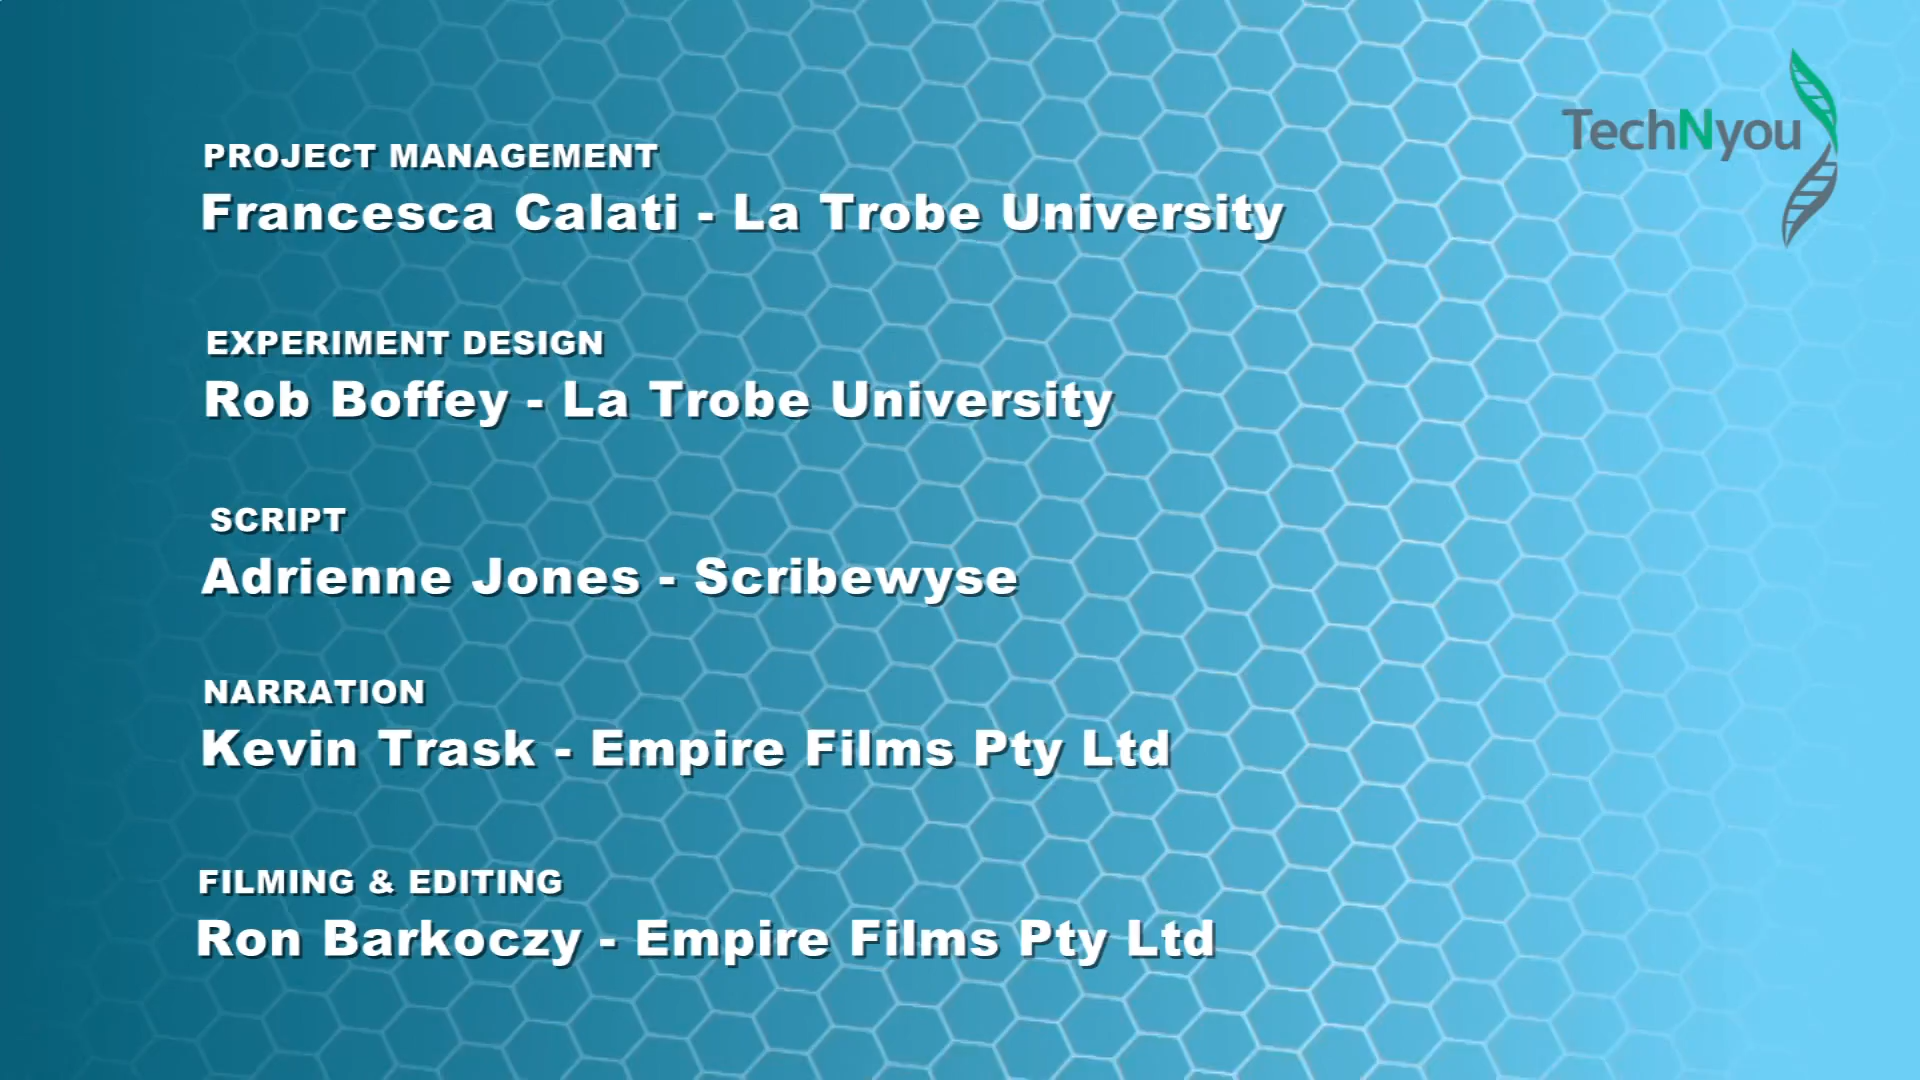 TechNyou
PROJECT MANAGEMENT
Francesca Calati - La Trobe University
EXPERIMENT DESIGN
Rob Boffey - La Trobe University
SCRIPT
Adrienne Jones - Scribewyse
NARRATION
Kevin Trask - Empire Films Pty Ltd
FILMING & EDITING
Ron Barkoczy - Empire Films Pty Ltd